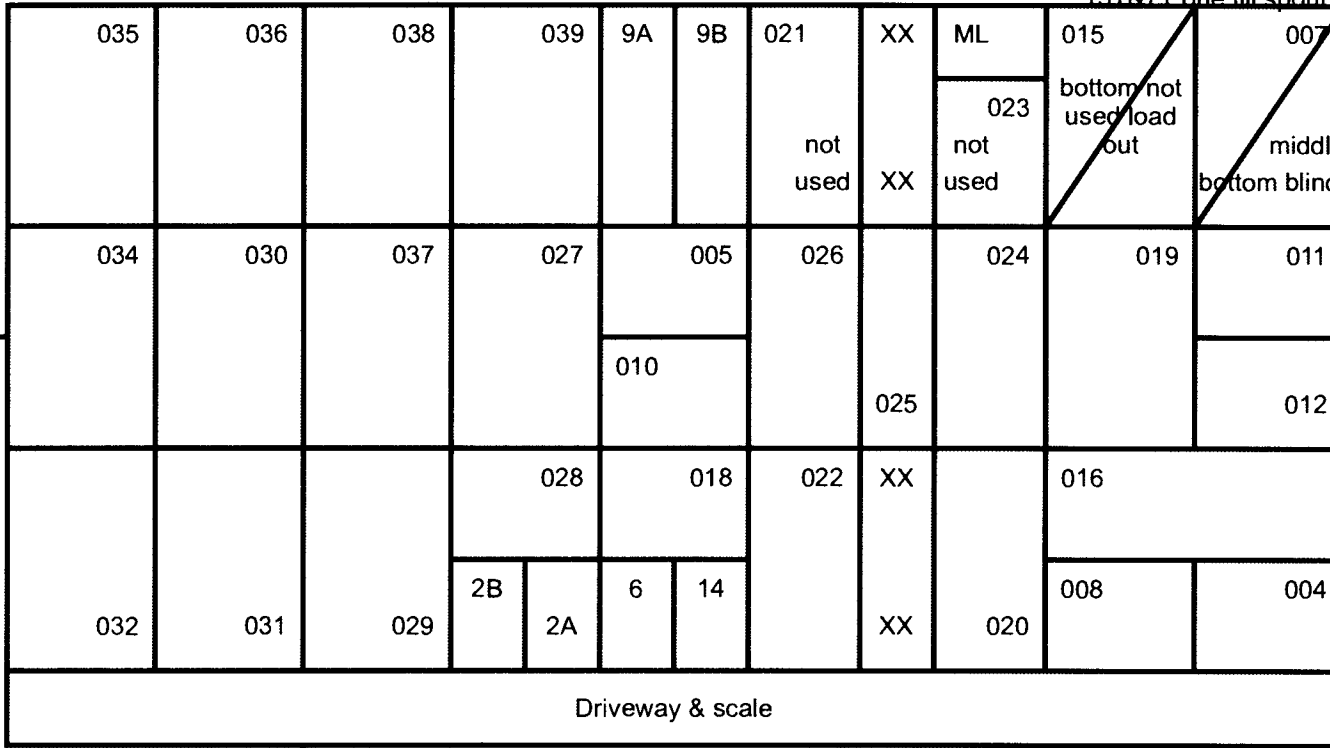 035 036 038 039 9A 9B 021 XX ML 015 007
bottom not
023 used load
not not out
used XX used
bottom
034 030 037 027 005 026 024 019 011
010
025 012
028 018 022 XX 016
2B 6 14 008 004
032 031 029 2A XX 020
Driveway & scale